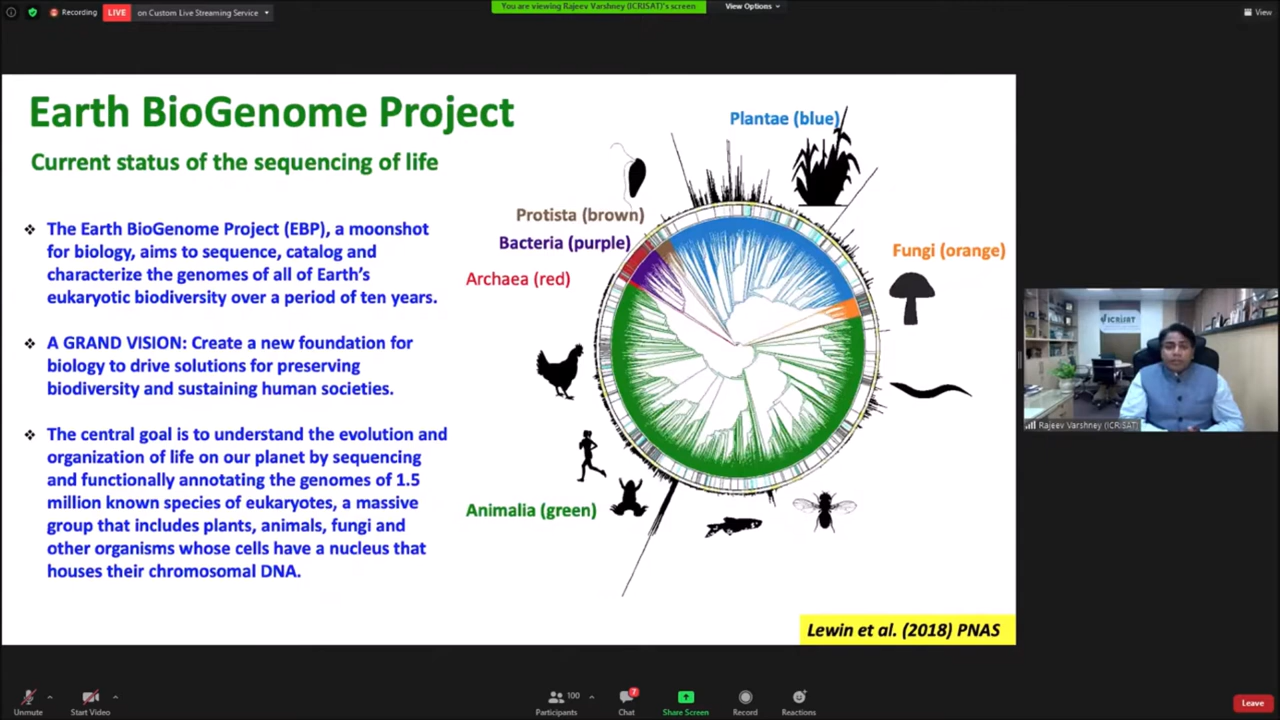 Recording
LIVE
on Custom Live Streaming Service
You are viewing Rajeev Varshney (ICRISAT)'s screen
View Options
View
Earth BioGenome Project
Current status of the sequencing of life
❖ The Earth BioGenome Project (EBP), a moonshot
for biology, aims to sequence, catalog and
characterize the genomes of all of Earth's
eukaryotic biodiversity over a period of ten years.
❖ A GRAND VISION: Create a new foundation for
biology to drive solutions for preserving
biodiversity and sustaining human societies.
❖ The central goal is to understand the evolution and
organization of life on our planet by sequencing
and functionally annotating the genomes of 1.5
million known species of eukaryotes, a massive
group that includes plants, animals, fungi and
other organisms whose cells have a nucleus that
houses their chromosomal DNA.
Plantae (blue)
Protista (brown)
Bacteria (purple)
Archaea (red)
Fungi (orange)
Animalia (green)
Lewin et al. (2018) PNAS
ICRISAT
Rajeev Varshney (ICRISAT)
Unmute
Start Video
100
Participants
7
Chat
Share Screen
Record
Reactions
Leave